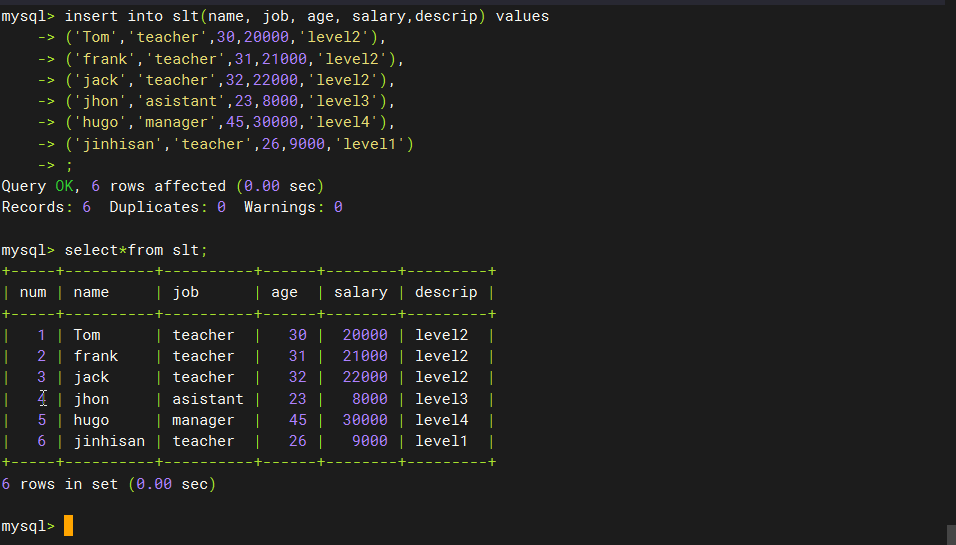 mysql> insert into slt(name, job, age, salary,descrip) values
    -> ('Tom','teacher',30,20000,'level2'),
    -> ('frank','teacher',31,21000,'level2'),
    -> ('jack','teacher',32,22000,'level2'),
    -> ('jhon','asistant',23,8000,'level3'),
    -> ('hugo','manager',45,30000,'level4'),
    -> ('jinhisan','teacher',26,9000,'level1')
    -> ;
Query OK, 6 rows affected (0.00 sec)
Records: 6  Duplicates: 0  Warnings: 0

mysql> select*from slt;
+-----+----------+----------+------+--------+---------+
| num | name     | job      | age  | salary | descrip |
+-----+----------+----------+------+--------+---------+
|   1 | Tom      | teacher  |   30 |  20000 | level2  |
|   2 | frank    | teacher  |   31 |  21000 | level2  |
|   3 | jack     | teacher  |   32 |  22000 | level2  |
|   4 | jhon     | asistant |   23 |   8000 | level3  |
|   5 | hugo     | manager  |   45 |  30000 | level4  |
|   6 | jinhisan | teacher  |   26 |   9000 | level1  |
+-----+----------+----------+------+--------+---------+
6 rows in set (0.00 sec)

mysql>